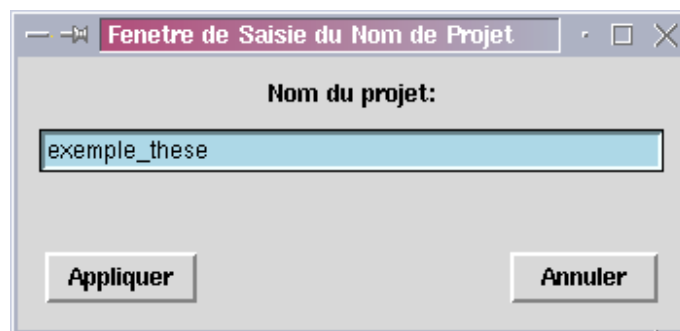 Fenetre de Saisie du Nom de Projet
Nom du projet:
exemple_these
Appliquer
Annuler